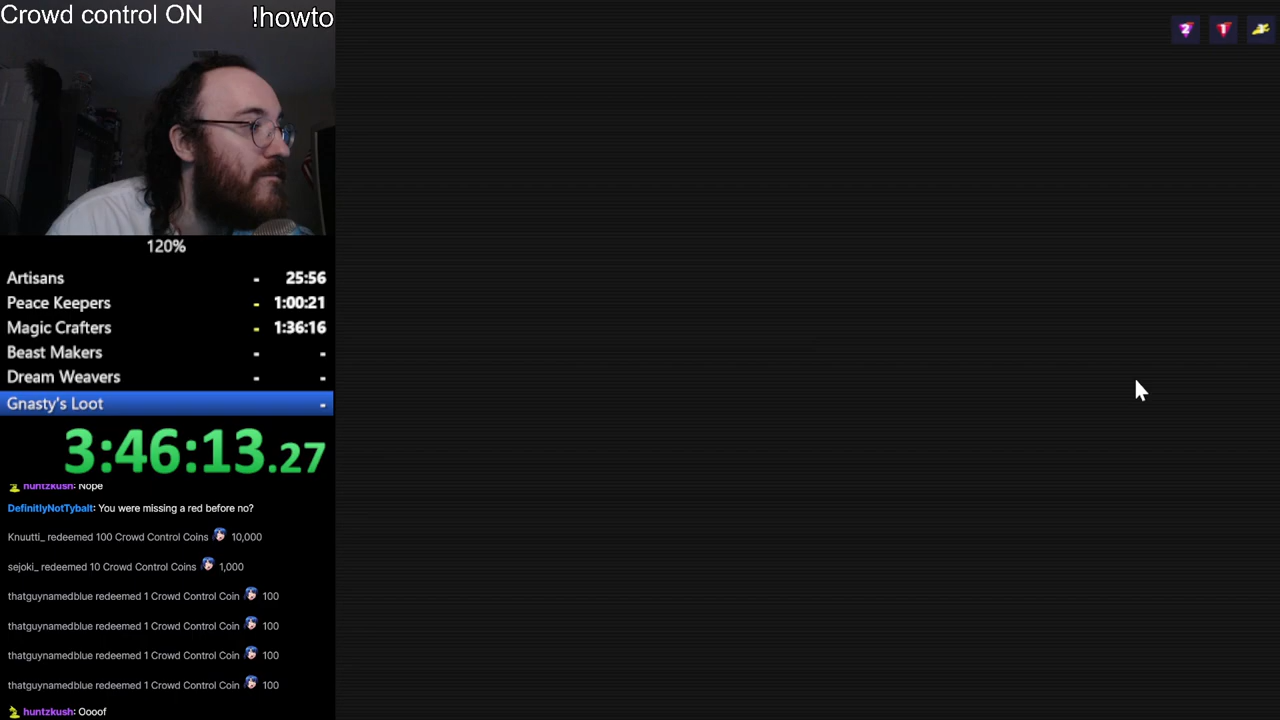 Crowd control ON !howto
2 1
120%
Artisans - 25:56
Peace Keepers - 1:00:21
Magic Crafters - 1:36:16
Beast Makers - -
Dream Weavers - -
Gnasty's Loot -
3:46:13.27
huntzkush: Nope
DefinitlyNotTybalt: You were missing a red before no?
Knuutti_ redeemed 100 Crowd Control Coins 10,000
sejoki_ redeemed 10 Crowd Control Coins 1,000
thatguynamedblue redeemed 1 Crowd Control Coin 100
thatguynamedblue redeemed 1 Crowd Control Coin 100
thatguynamedblue redeemed 1 Crowd Control Coin 100
thatguynamedblue redeemed 1 Crowd Control Coin 100
huntzkush: Oooof